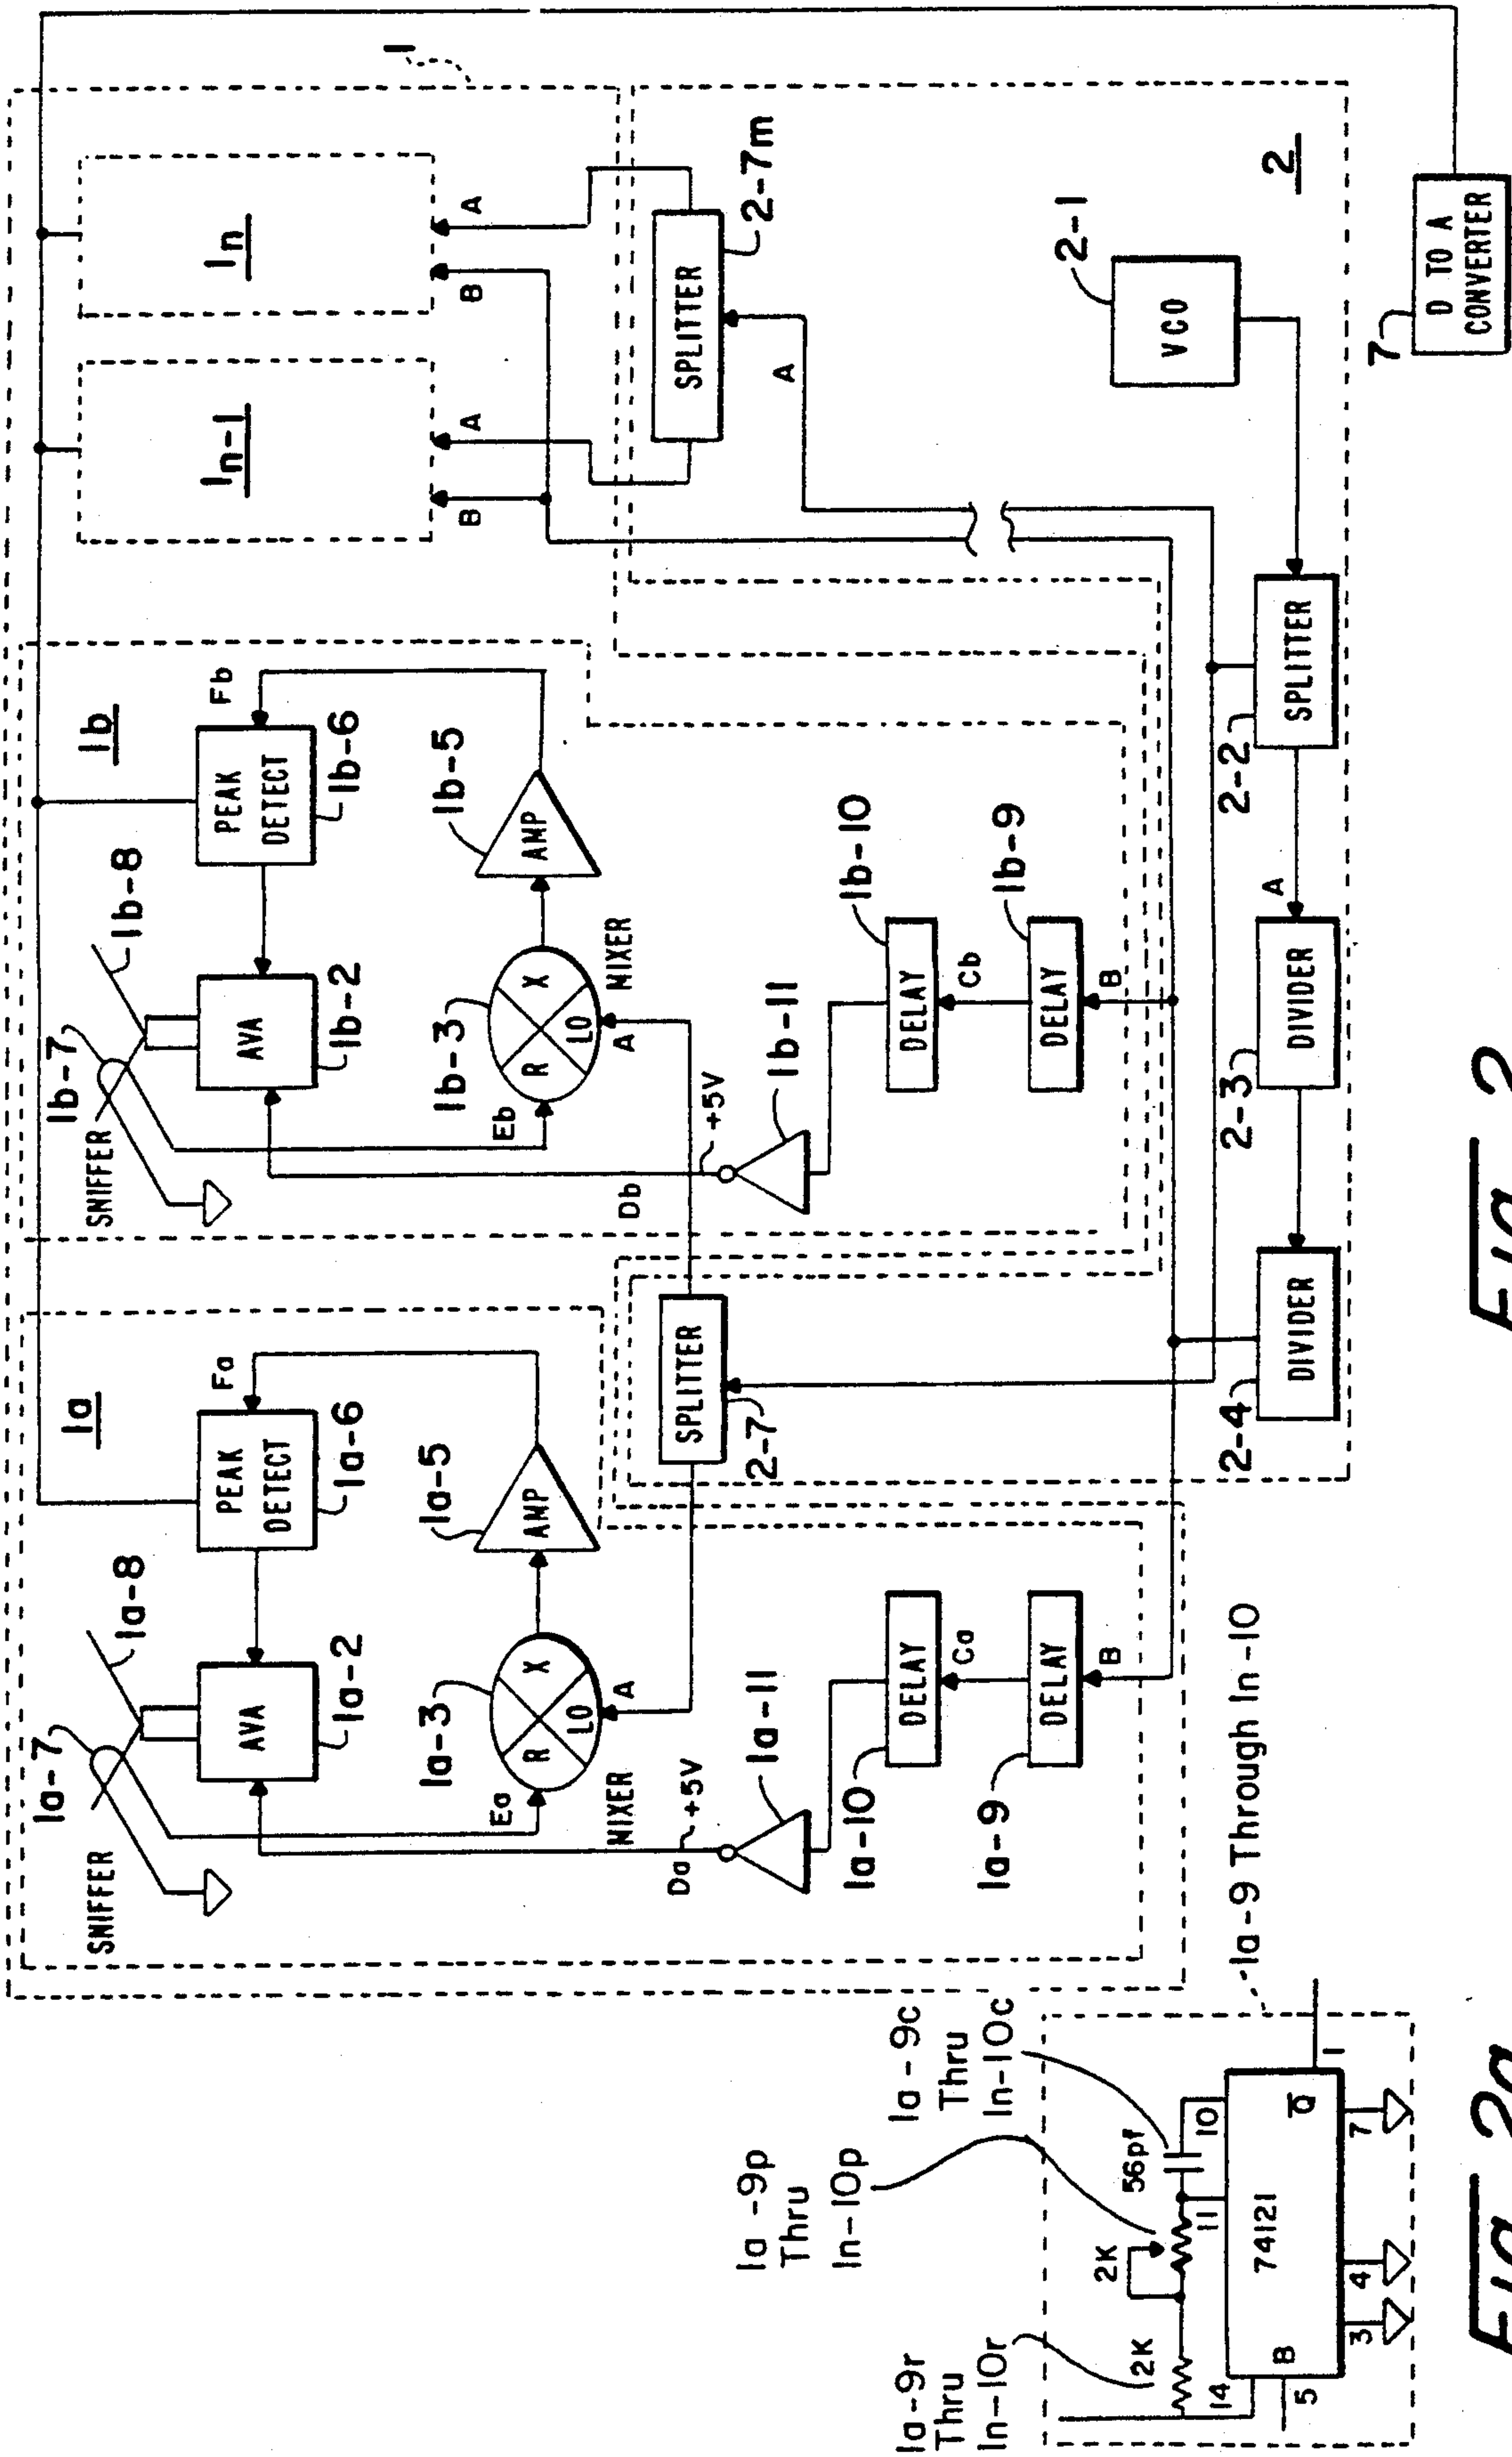 1a
1a-7
1a-8
SNIFFER
AVA
1a-2
PEAK
DETECT
1a-6
Fa
1a-3
R
X
LO
MIXER
Ea
A
AMP
1a-5
Da
+5V
1a-11
DELAY
1a-10
Ca
DELAY
1a-9
B
SPLITTER
2-7
1b
1b-7
1b-8
SNIFFER
AVA
1b-2
PEAK
DETECT
1b-6
Fb
1b-3
R
X
LO
MIXER
Eb
A
AMP
1b-5
Db
+5V
1b-11
DELAY
1b-10
Cb
DELAY
1b-9
B
1
1n-1
B
A
1n
B
A
SPLITTER
2-7m
A
2
VCO
2-1
SPLITTER
2-2
A
DIVIDER
2-3
DIVIDER
2-4
7
D TO A
CONVERTER
Fig 2
1a-9r
Thru
1n-10r
1a-9p
Thru
1n-10p
1a-9c
Thru
1n-10c
1a-9 Through 1n-10
2K
2K
56pf
14
11
10
B
5
74121
Q̅
1
3
4
7
Fig 2a